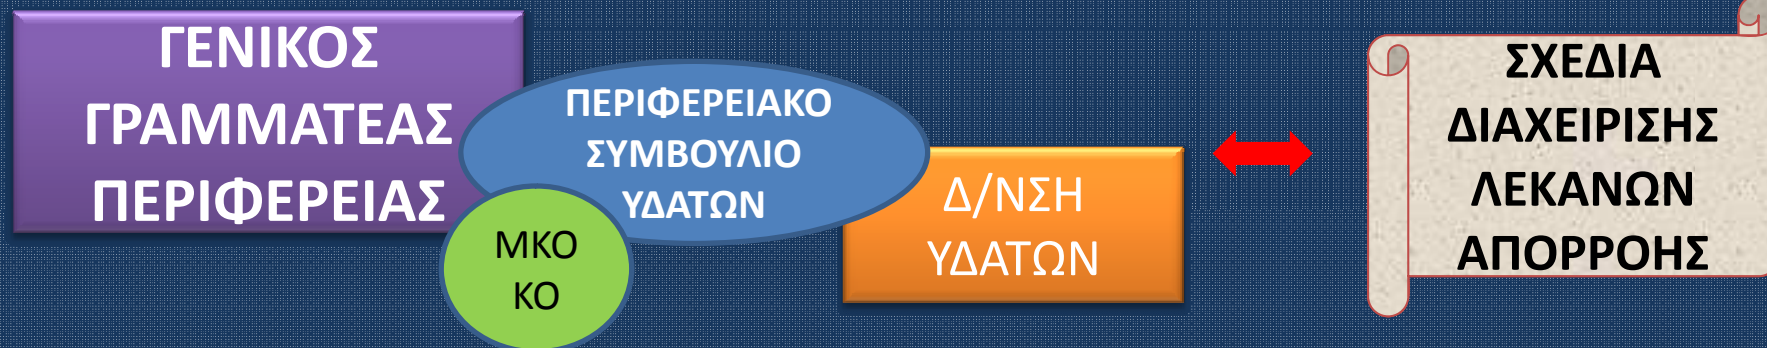 ΓΕΝΙΚΟΣ
ΓΡΑΜΜΑΤΕΑΣ
ΠΕΡΙΦΕΡΕΙΑΣ
ΠΕΡΙΦΕΡΕΙΑΚΟ
ΣΥΜΒΟΥΛΙΟ
ΥΔΑΤΩΝ
ΜΚΟ
ΚΟ
Δ/ΝΣΗ
ΥΔΑΤΩΝ
ΣΧΕΔΙΑ
ΔΙΑΧΕΙΡΙΣΗΣ
ΛΕΚΑΝΩΝ
ΑΠΟΡΡΟΗΣ